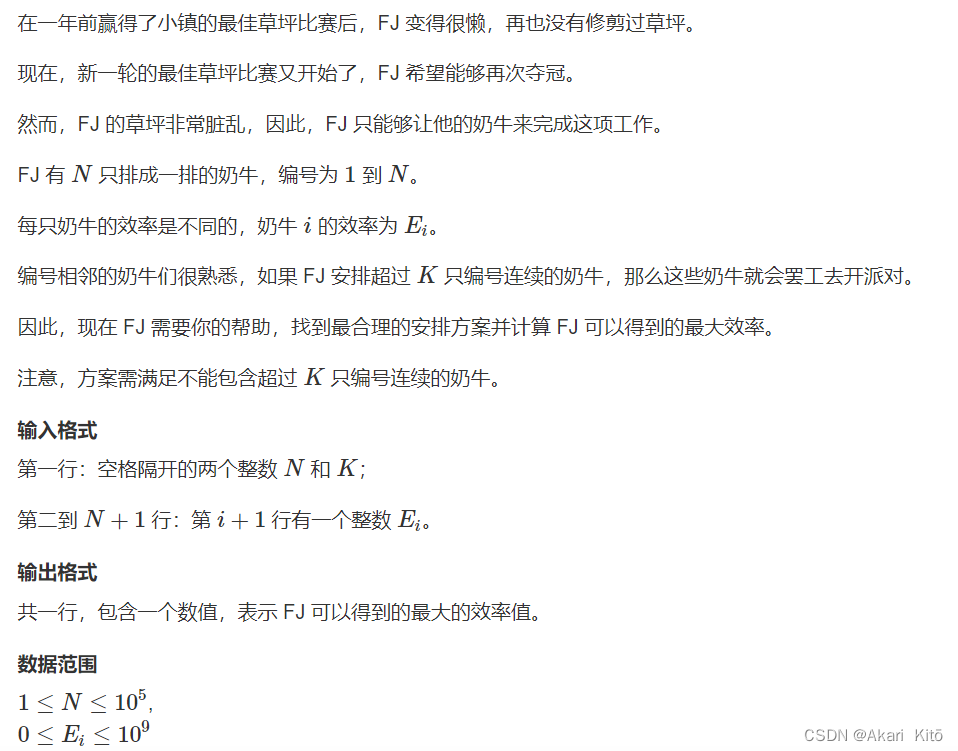 在一年前赢得了小镇的最佳草坪比赛后，FJ 变得很懒，再也没有修剪过草坪。
现在，新一轮的最佳草坪比赛又开始了，FJ 希望能够再次夺冠。
然而，FJ 的草坪非常脏乱，因此，FJ 只能够让他的奶牛来完成这项工作。
FJ 有 N 只排成一排的奶牛，编号为 1 到 N。
每只奶牛的效率是不同的，奶牛 i 的效率为 E_i。
编号相邻的奶牛们很熟悉，如果 FJ 安排超过 K 只编号连续的奶牛，那么这些奶牛就会罢工去开派对。
因此，现在 FJ 需要你的帮助，找到最合理的安排方案并计算 FJ 可以得到的最大效率。
注意，方案需满足不能包含超过 K 只编号连续的奶牛。
输入格式
第一行：空格隔开的两个整数 N 和 K；
第二到 N + 1 行：第 i + 1 行有一个整数 E_i。
输出格式
共一行，包含一个数值，表示 FJ 可以得到的最大的效率值。
数据范围
1 ≤ N ≤ 10^5,
0 ≤ E_i ≤ 10^9
CSDN @Akari Kitō